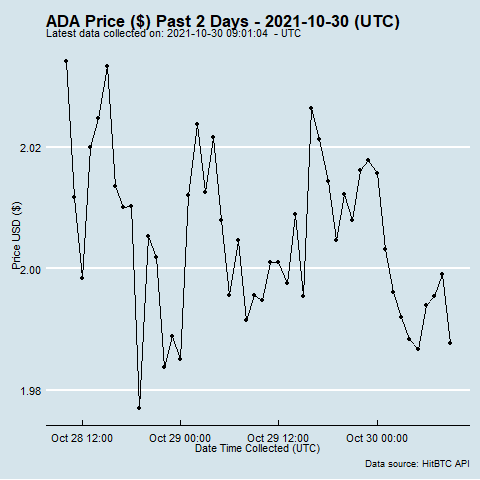 ADA Price ($) Past 2 Days - 2021-10-30 (UTC)
Latest data collected on: 2021-10-30 09:01:04 - UTC
Price USD ($)
2.02
2.00
1.98
Oct 28 12:00
Oct 29 00:00
Oct 29 12:00
Oct 30 00:00
Date Time Collected (UTC)
Data source: HitBTC API